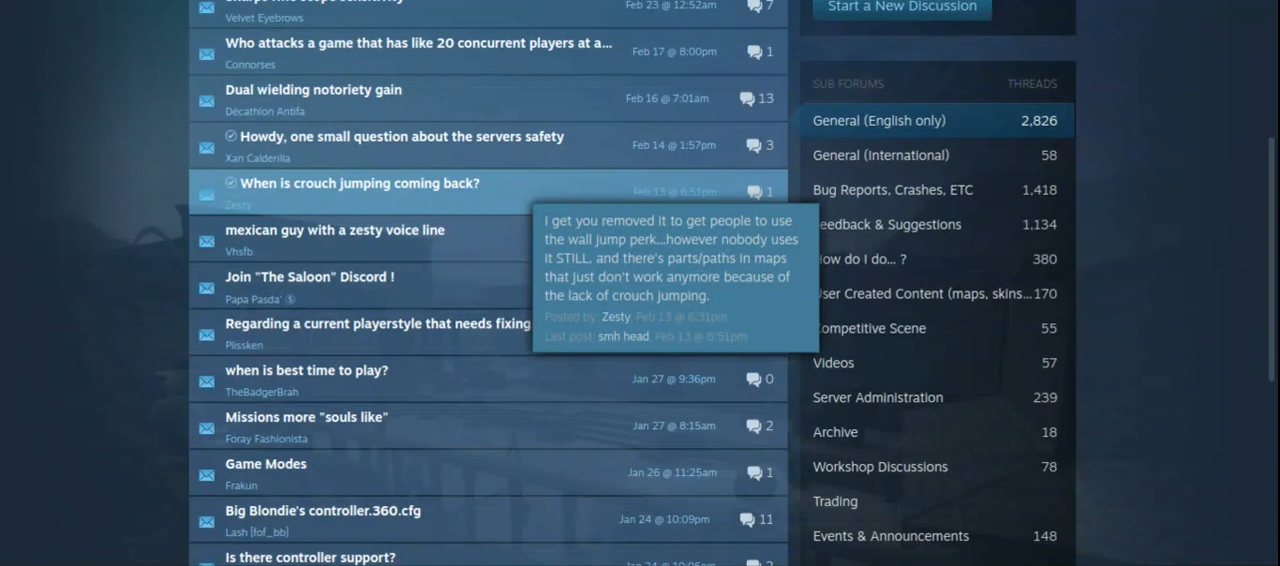 Feb 23 @ 12:52am
7
Velvet Eyebrows
Who attacks a game that has like 20 concurrent players at a...
Feb 17 @ 8:00pm
1
Connorses
Dual wielding notoriety gain
Feb 16 @ 7:01am
13
Décathlon Antifa
Howdy, one small question about the servers safety
Feb 14 @ 1:57pm
3
Xan Calderilla
When is crouch jumping coming back?
Feb 13 @ 6:51pm
1
Zesty
I get you removed it to get people to use
the wall jump perk...however nobody uses
it STILL, and there's parts/paths in maps
that just don't work anymore because of
the lack of crouch jumping.
Posted by: Zesty, Feb 13 @ 6:31pm
Last post: smh head, Feb 13 @ 6:51pm
mexican guy with a zesty voice line
Vhsfb
Join "The Saloon" Discord !
Papa Pasda'
Regarding a current playerstyle that needs fixing
Plissken
when is best time to play?
Jan 27 @ 9:36pm
0
TheBadgerBrah
Missions more "souls like"
Jan 27 @ 8:15am
2
Foray Fashionista
Game Modes
Jan 26 @ 11:25am
1
Frakun
Big Blondie's controller.360.cfg
Jan 24 @ 10:09pm
11
Lash [fof_bb]
Is there controller support?
Start a New Discussion
SUB FORUMS THREADS
General (English only) 2,826
General (International) 58
Bug Reports, Crashes, ETC 1,418
eedback & Suggestions 1,134
ow do I do... ? 380
ser Created Content (maps, skins... 170
ompetitive Scene 55
Videos 57
Server Administration 239
Archive 18
Workshop Discussions 78
Trading
Events & Announcements 148